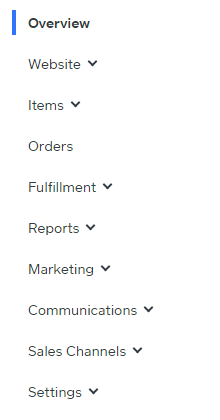 Overview
Website
Items
Orders
Fulfillment
Reports
Marketing
Communications
Sales Channels
Settings